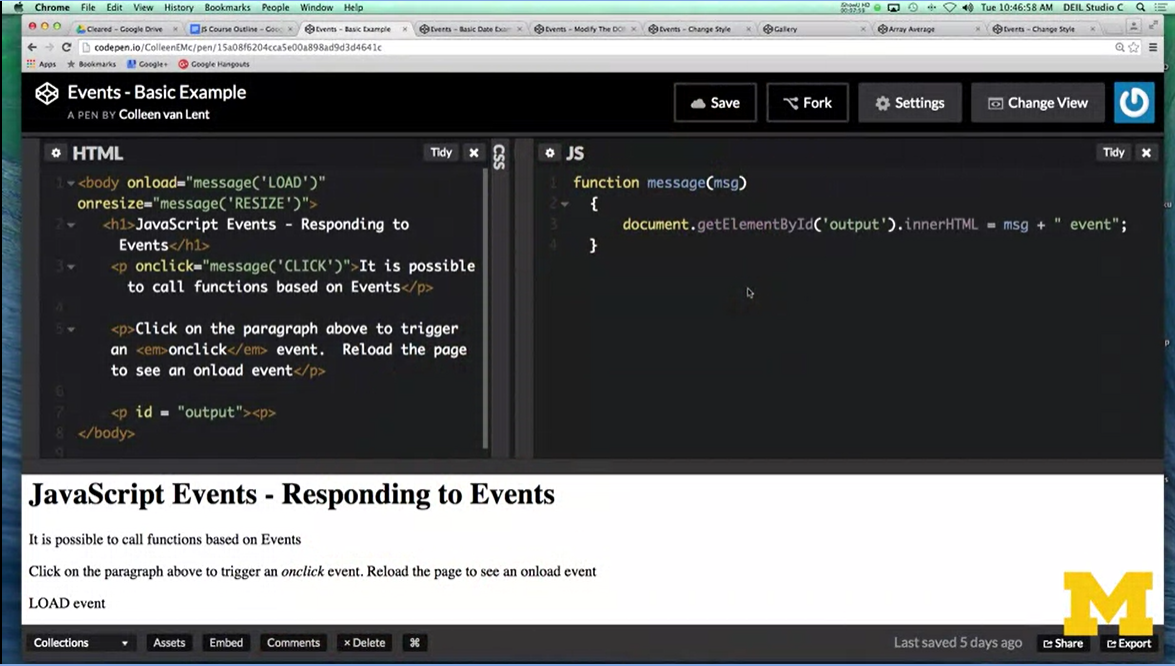 Chrome File Edit View History Bookmarks People Window Help Tue 10:46:58 AM DEIL Studio C
Cleared - Google Drive JS Course Outline - Goo Events - Basic Example Events - Basic Date Exan Events - Modify The DO Events - Change Style Gallery Array Average Events - Change Style
codepen.io/ColleenEMc/pen/15a08f6204cca5e00a898ad9d3d4641c
Apps Bookmarks Google+ Google Hangouts
Events - Basic Example
A PEN BY Colleen van Lent
Save Fork Settings Change View
HTML Tidy
CSS
1 <body onload="message('LOAD')"
onresize="message('RESIZE')">
2 <h1>JavaScript Events - Responding to
Events</h1>
3 <p onclick="message('CLICK')">It is possible
to call functions based on Events</p>
4
5 <p>Click on the paragraph above to trigger
an <em>onclick</em> event.  Reload the page
to see an onload event</p>
6
7 <p id = "output"><p>
8 </body>
9
JS Tidy
1 function message(msg)
2 {
3 document.getElementById('output').innerHTML = msg + " event";
4 }
JavaScript Events - Responding to Events
It is possible to call functions based on Events
Click on the paragraph above to trigger an onclick event. Reload the page to see an onload event
LOAD event
M
Collections Assets Embed Comments × Delete ⌘ Last saved 5 days ago Share Export